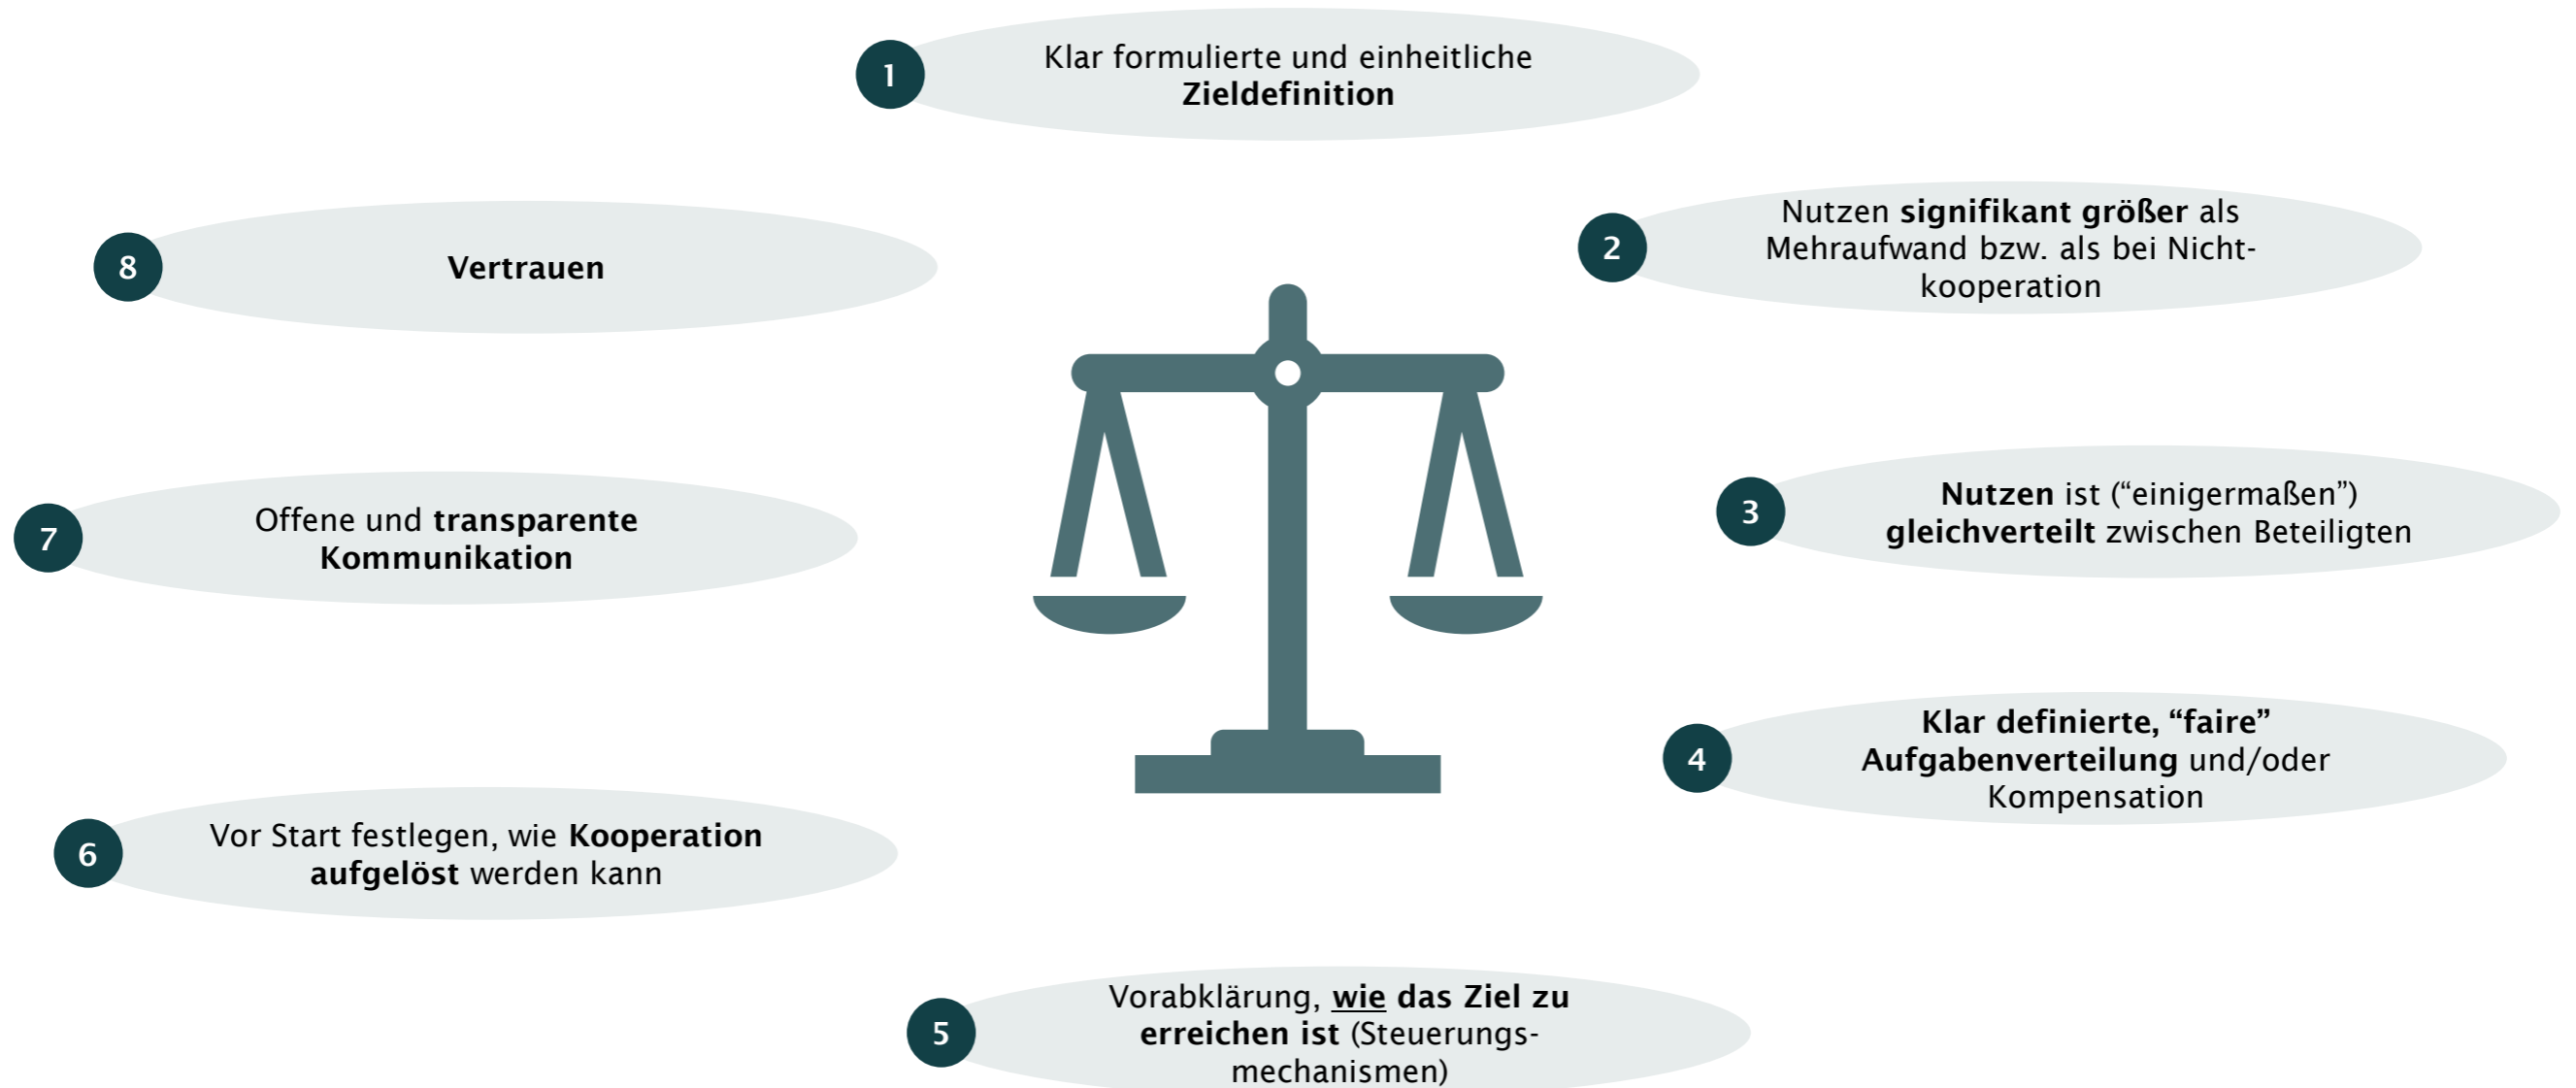 1
Klar formulierte und einheitliche
Zieldefinition
2
Nutzen signifikant größer als
Mehraufwand bzw. als bei Nicht-
kooperation
3
Nutzen ist (“einigermaßen”)
gleichverteilt zwischen Beteiligten
4
Klar definierte, “faire”
Aufgabenverteilung und/oder
Kompensation
5
Vorabklärung, wie das Ziel zu
erreichen ist (Steuerungs-
mechanismen)
6
Vor Start festlegen, wie Kooperation
aufgelöst werden kann
7
Offene und transparente
Kommunikation
8
Vertrauen